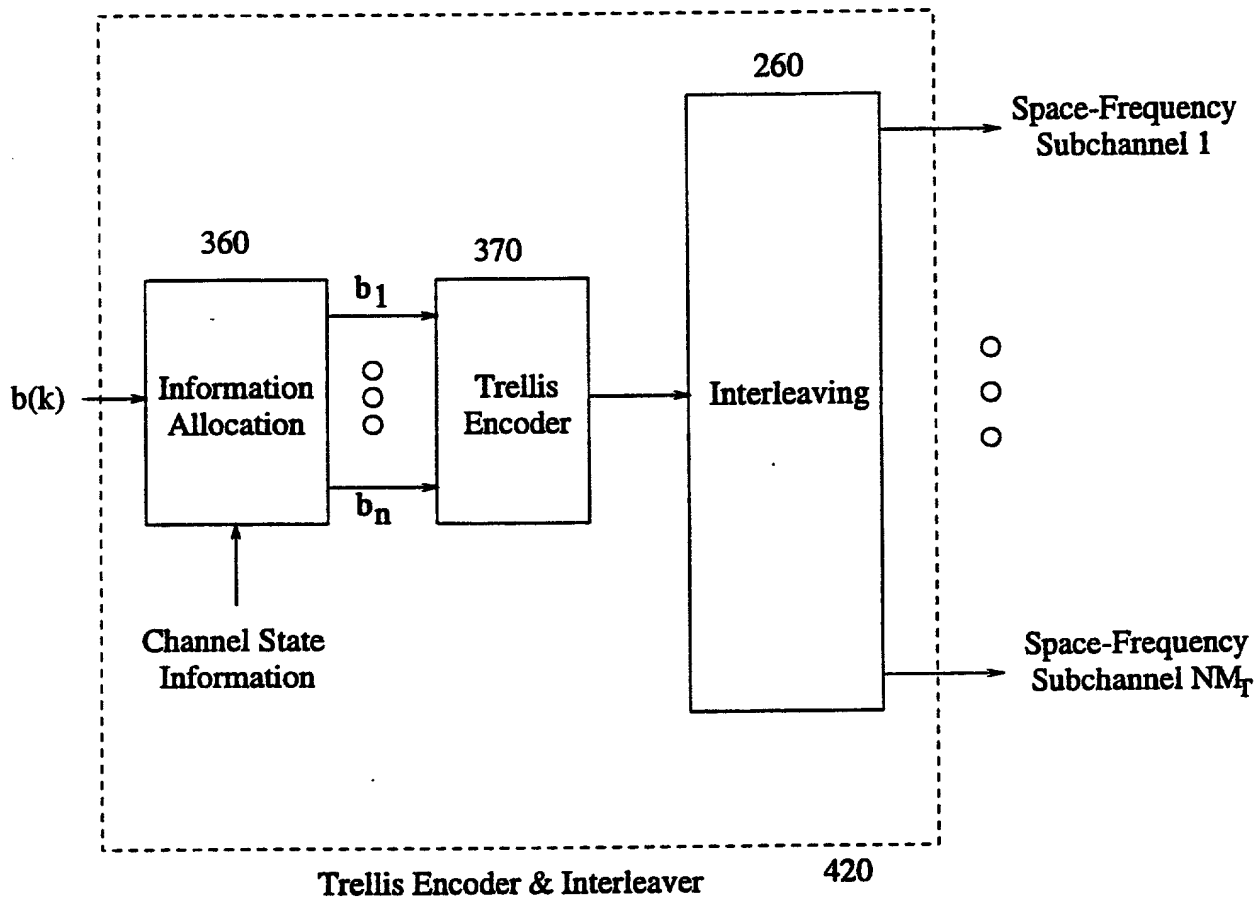 260
Space-Frequency
Subchannel 1
360
370
b1
b(k)
Information
Allocation
Trellis
Encoder
Interleaving
bn
Channel State
Information
Space-Frequency
Subchannel NMT
420
Trellis Encoder & Interleaver